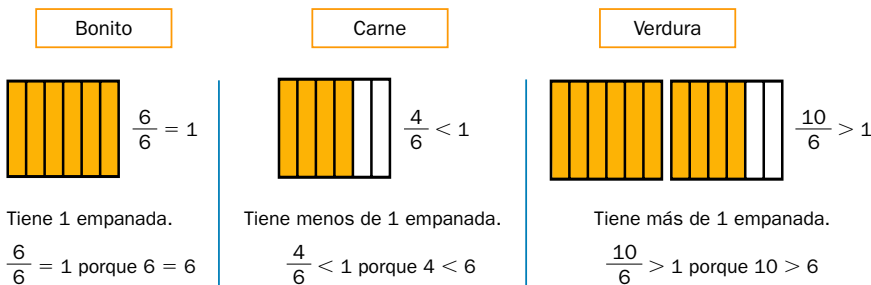 Bonito
6/6 = 1
Tiene 1 empanada.
6/6 = 1 porque 6 = 6
Carne
4/6 < 1
Tiene menos de 1 empanada.
4/6 < 1 porque 4 < 6
Verdura
10/6 > 1
Tiene más de 1 empanada.
10/6 > 1 porque 10 > 6